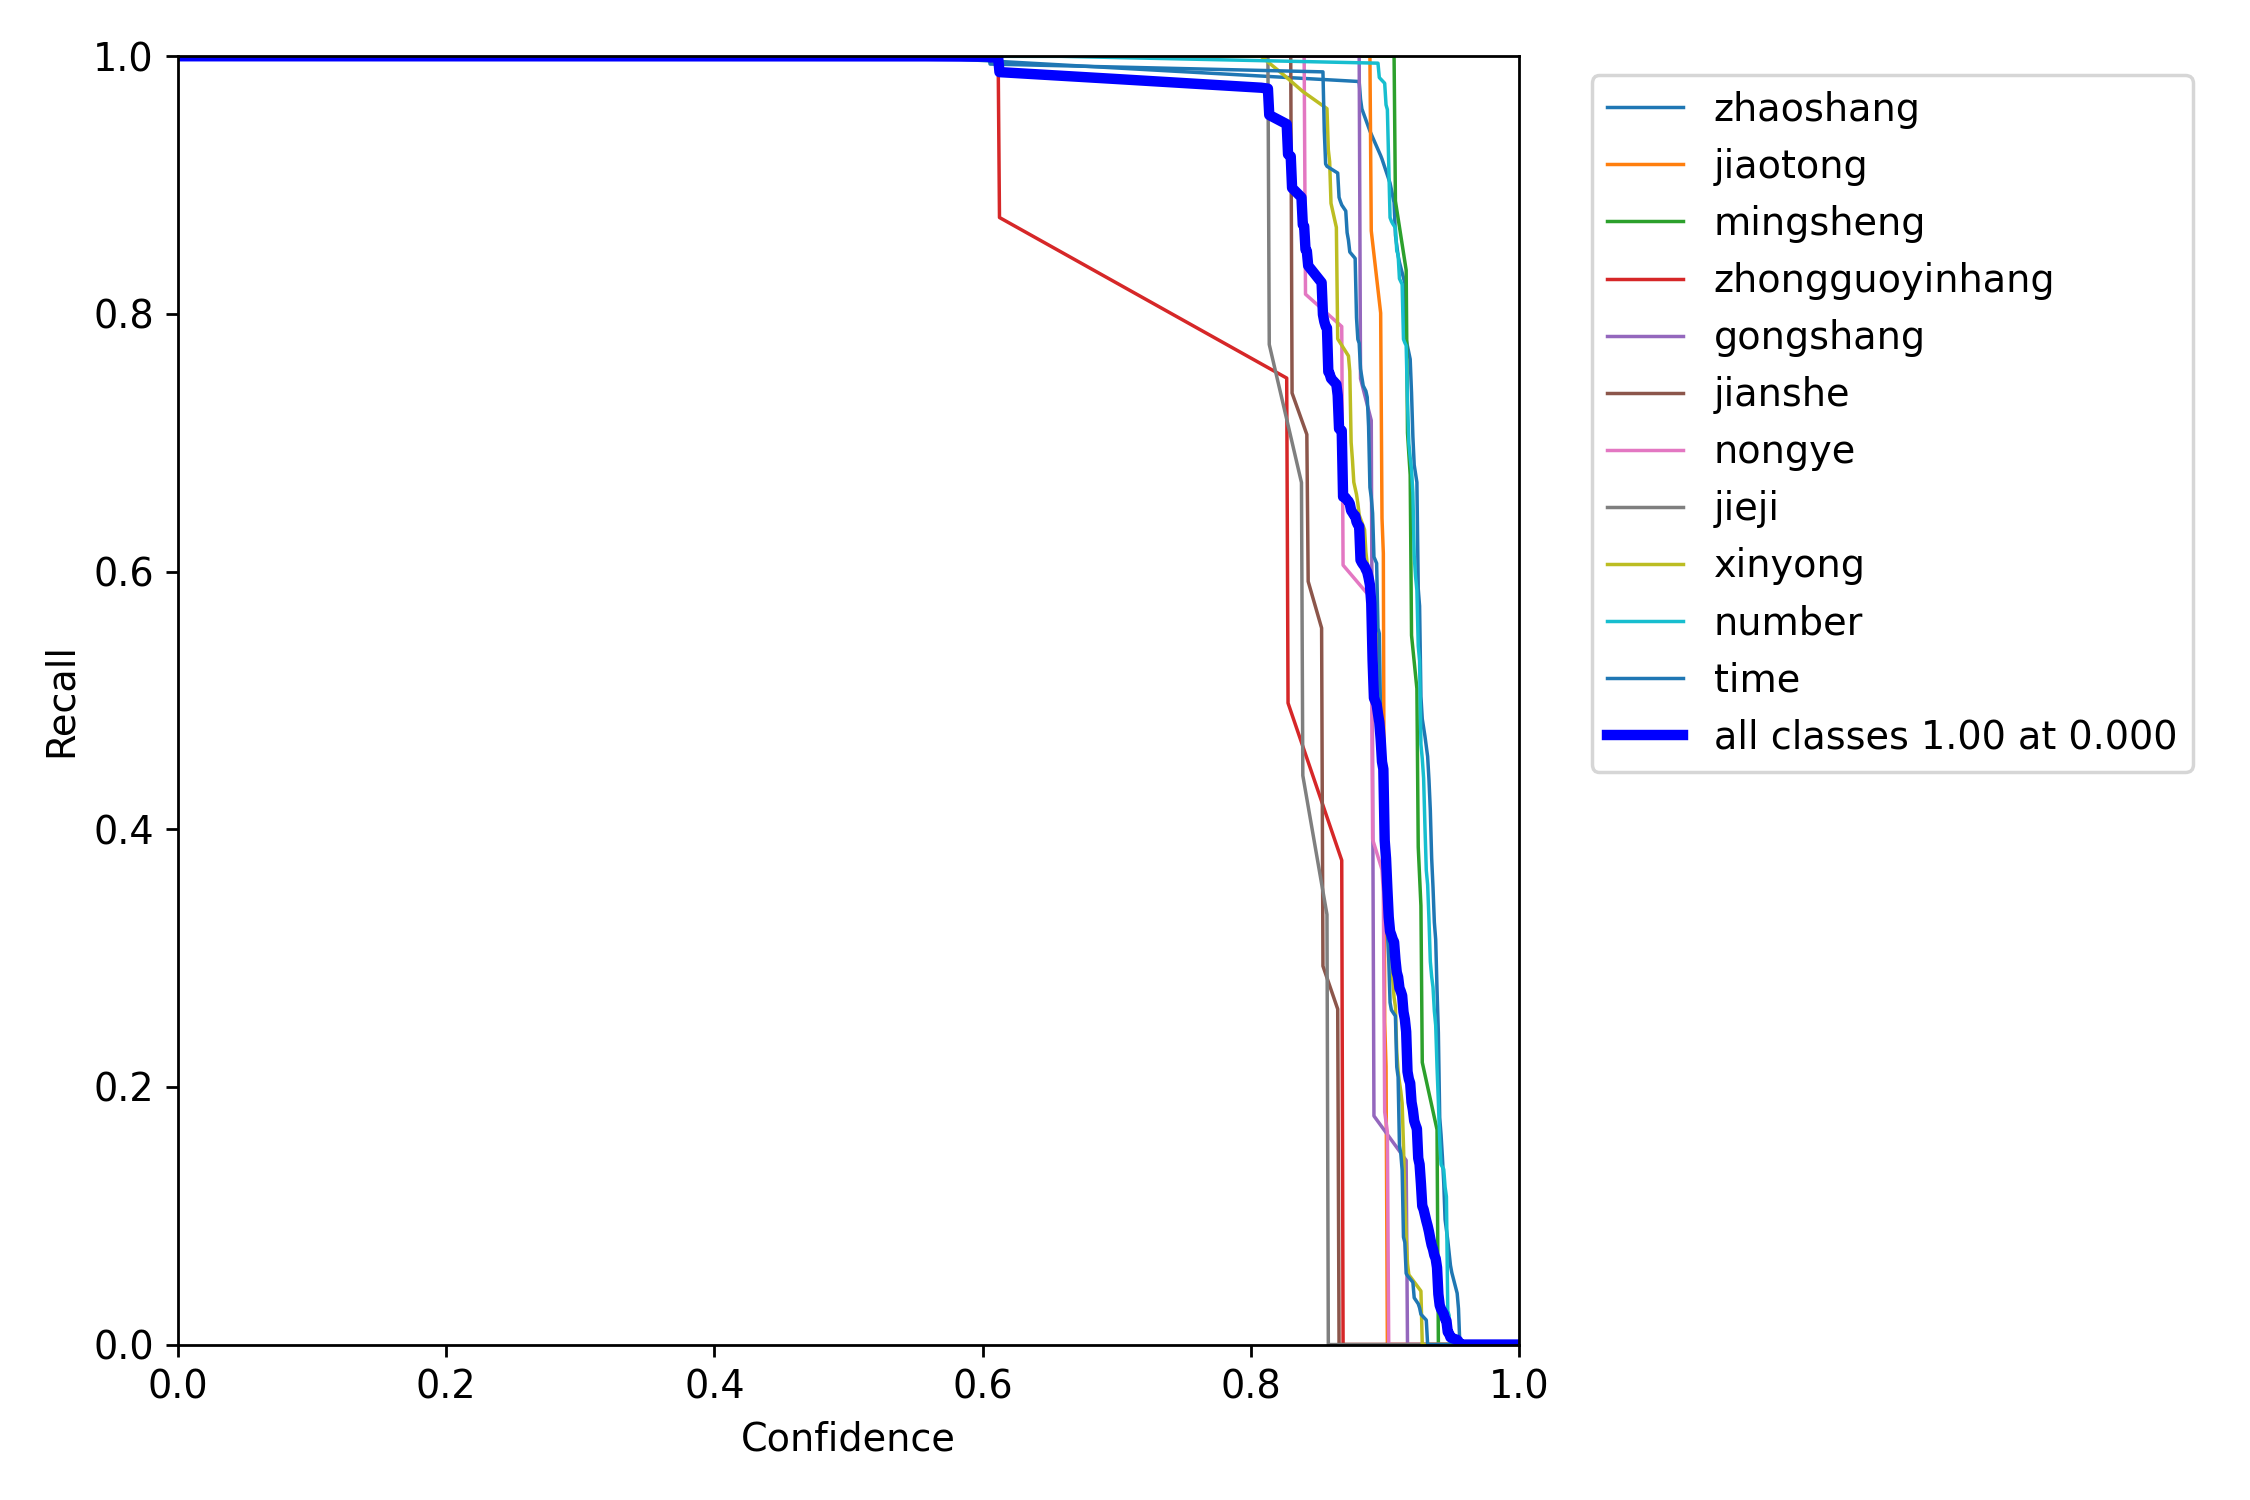 1.0
0.8
0.6
0.4
0.2
0.0
Recall
0.0 0.2 0.4 0.6 0.8 1.0
Confidence
zhaoshang
jiaotong
mingsheng
zhongguoyinhang
gongshang
jianshe
nongye
jieji
xinyong
number
time
all classes 1.00 at 0.000